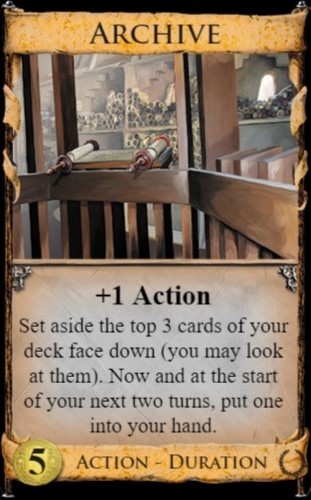 ARCHIVE
+1 Action
Set aside the top 3 cards of your
deck face down (you may look
at them). Now and at the start
of your next two turns, put one
into your hand.
5
ACTION - DURATION